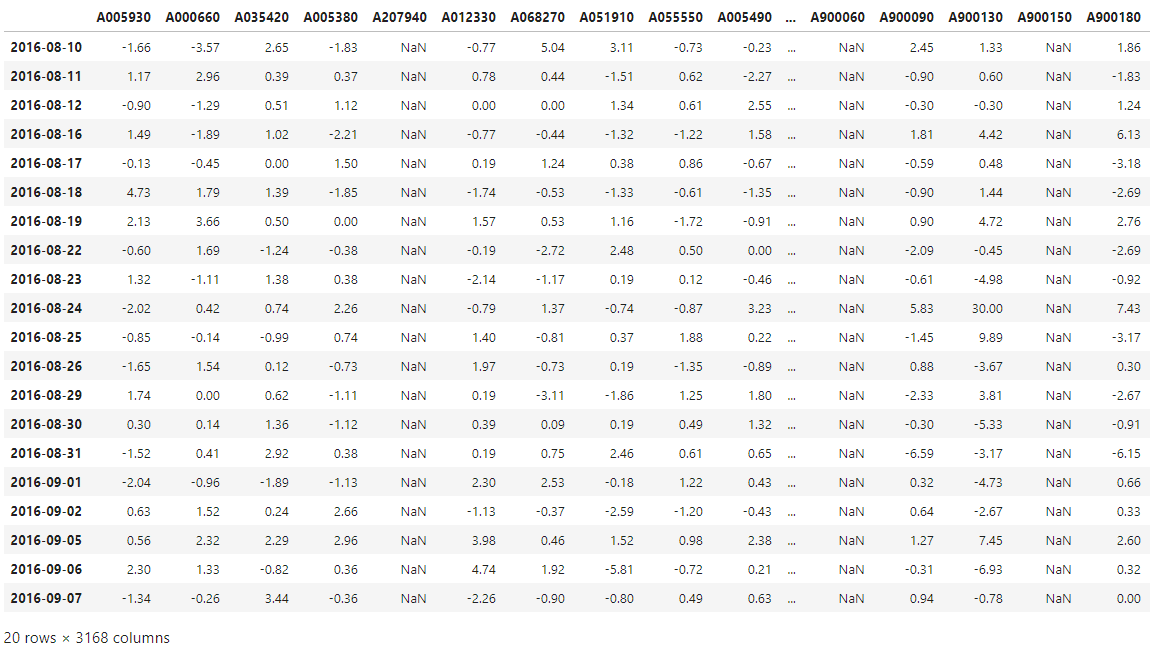 A005930 A000660 A035420 A005380 A207940 A012330 A068270 A051910 A055550 A005490 ... A900060 A900090 A900130 A900150 A900180
2016-08-10 -1.66 -3.57 2.65 -1.83 NaN -0.77 5.04 3.11 -0.73 -0.23 ... NaN 2.45 1.33 NaN 1.86
2016-08-11 1.17 2.96 0.39 0.37 NaN 0.78 0.44 -1.51 0.62 -2.27 ... NaN -0.90 0.60 NaN -1.83
2016-08-12 -0.90 -1.29 0.51 1.12 NaN 0.00 0.00 1.34 0.61 2.55 ... NaN -0.30 -0.30 NaN 1.24
2016-08-16 1.49 -1.89 1.02 -2.21 NaN -0.77 -0.44 -1.32 -1.22 1.58 ... NaN 1.81 4.42 NaN 6.13
2016-08-17 -0.13 -0.45 0.00 1.50 NaN 0.19 1.24 0.38 0.86 -0.67 ... NaN -0.59 0.48 NaN -3.18
2016-08-18 4.73 1.79 1.39 -1.85 NaN -1.74 -0.53 -1.33 -0.61 -1.35 ... NaN -0.90 1.44 NaN -2.69
2016-08-19 2.13 3.66 0.50 0.00 NaN 1.57 0.53 1.16 -1.72 -0.91 ... NaN 0.90 4.72 NaN 2.76
2016-08-22 -0.60 1.69 -1.24 -0.38 NaN -0.19 -2.72 2.48 0.50 0.00 ... NaN -2.09 -0.45 NaN -2.69
2016-08-23 1.32 -1.11 1.38 0.38 NaN -2.14 -1.17 0.19 0.12 -0.46 ... NaN -0.61 -4.98 NaN -0.92
2016-08-24 -2.02 0.42 0.74 2.26 NaN -0.79 1.37 -0.74 -0.87 3.23 ... NaN 5.83 30.00 NaN 7.43
2016-08-25 -0.85 -0.14 -0.99 0.74 NaN 1.40 -0.81 0.37 1.88 0.22 ... NaN -1.45 9.89 NaN -3.17
2016-08-26 -1.65 1.54 0.12 -0.73 NaN 1.97 -0.73 0.19 -1.35 -0.89 ... NaN 0.88 -3.67 NaN 0.30
2016-08-29 1.74 0.00 0.62 -1.11 NaN 0.19 -3.11 -1.86 1.25 1.80 ... NaN -2.33 3.81 NaN -2.67
2016-08-30 0.30 0.14 1.36 -1.12 NaN 0.39 0.09 0.19 0.49 1.32 ... NaN -0.30 -5.33 NaN -0.91
2016-08-31 -1.52 0.41 2.92 0.38 NaN 0.19 0.75 2.46 0.61 0.65 ... NaN -6.59 -3.17 NaN -6.15
2016-09-01 -2.04 -0.96 -1.89 -1.13 NaN 2.30 2.53 -0.18 1.22 0.43 ... NaN 0.32 -4.73 NaN 0.66
2016-09-02 0.63 1.52 0.24 2.66 NaN -1.13 -0.37 -2.59 -1.20 -0.43 ... NaN 0.64 -2.67 NaN 0.33
2016-09-05 0.56 2.32 2.29 2.96 NaN 3.98 0.46 1.52 0.98 2.38 ... NaN 1.27 7.45 NaN 2.60
2016-09-06 2.30 1.33 -0.82 0.36 NaN 4.74 1.92 -5.81 -0.72 0.21 ... NaN -0.31 -6.93 NaN 0.32
2016-09-07 -1.34 -0.26 3.44 -0.36 NaN -2.26 -0.90 -0.80 0.49 0.63 ... NaN 0.94 -0.78 NaN 0.00
20 rows × 3168 columns